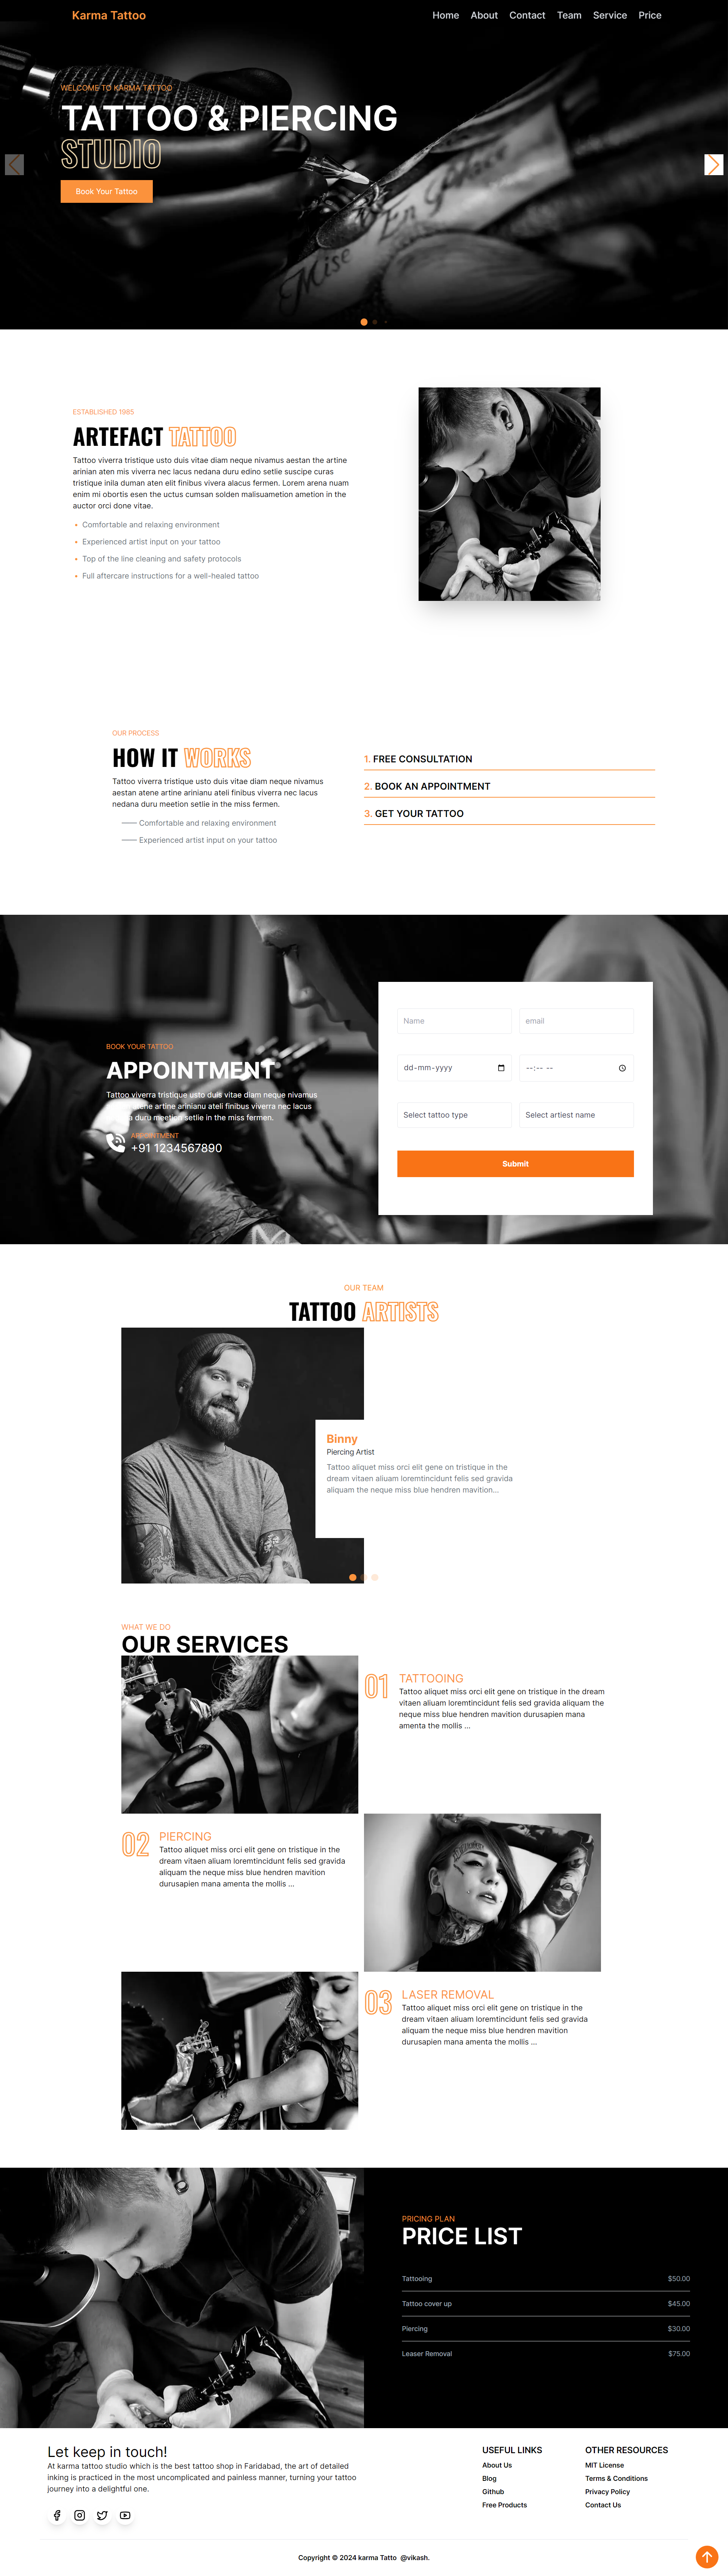 Karma Tattoo
Home About Contact Team Service Price
WELCOME TO KARMA TATTOO
TATTOO & PIERCING
STUDIO
Book Your Tattoo
ESTABLISHED 1985
ARTEFACT TATTOO
Tattoo viverra tristique usto duis vitae diam neque nivamus aestan the artine
arinian aten mis viverra nec lacus nedana duru edino setlie suscipe curas
tristique inila duman aten elit finibus vivera alacus fermen. Lorem arena nuam
enim mi obortis esen the uctus cumsan solden malisuametion ametion in the
auctor orci done vitae.
Comfortable and relaxing environment
Experienced artist input on your tattoo
Top of the line cleaning and safety protocols
Full aftercare instructions for a well-healed tattoo
OUR PROCESS
HOW IT WORKS
Tattoo viverra tristique usto duis vitae diam neque nivamus
aestan atene artine arinianu ateli finibus viverra nec lacus
nedana duru meetion setlie in the miss fermen.
Comfortable and relaxing environment
Experienced artist input on your tattoo
1. FREE CONSULTATION
2. BOOK AN APPOINTMENT
3. GET YOUR TATTOO
BOOK YOUR TATTOO
APPOINTMENT
Tattoo viverra tristique usto duis vitae diam neque nivamus
artine arinianu ateli finibus viverra nec lacus
duru meetion setlie in the miss fermen.
APPOINTMENT
+91 1234567890
Name email
dd-mm-yyyy --:-- --
Select tattoo type Select artiest name
Submit
OUR TEAM
TATTOO ARTISTS
Binny
Piercing Artist
Tattoo aliquet miss orci elit gene on tristique in the
dream vitaen aliuam loremtincidunt felis sed gravida
aliquam the neque miss blue hendren mavition...
WHAT WE DO
OUR SERVICES
01 TATTOOING
Tattoo aliquet miss orci elit gene on tristique in the dream
vitaen aliuam loremtincidunt felis sed gravida aliquam the
neque miss blue hendren mavition durusapien mana
amenta the mollis ...
02 PIERCING
Tattoo aliquet miss orci elit gene on tristique in the
dream vitaen aliuam loremtincidunt felis sed gravida
aliquam the neque miss blue hendren mavition
durusapien mana amenta the mollis ...
03 LASER REMOVAL
Tattoo aliquet miss orci elit gene on tristique in the
dream vitaen aliuam loremtincidunt felis sed gravida
aliquam the neque miss blue hendren mavition
durusapien mana amenta the mollis ...
PRICING PLAN
PRICE LIST
Tattooing $50.00
Tattoo cover up $45.00
Piercing $30.00
Leaser Removal $75.00
Let keep in touch!
At karma tattoo studio which is the best tattoo shop in Faridabad, the art of detailed
inking is practiced in the most uncomplicated and painless manner, turning your tattoo
journey into a delightful one.
USEFUL LINKS
About Us
Blog
Github
Free Products
OTHER RESOURCES
MIT License
Terms & Conditions
Privacy Policy
Contact Us
Copyright © 2024 karma Tatto @vikash.